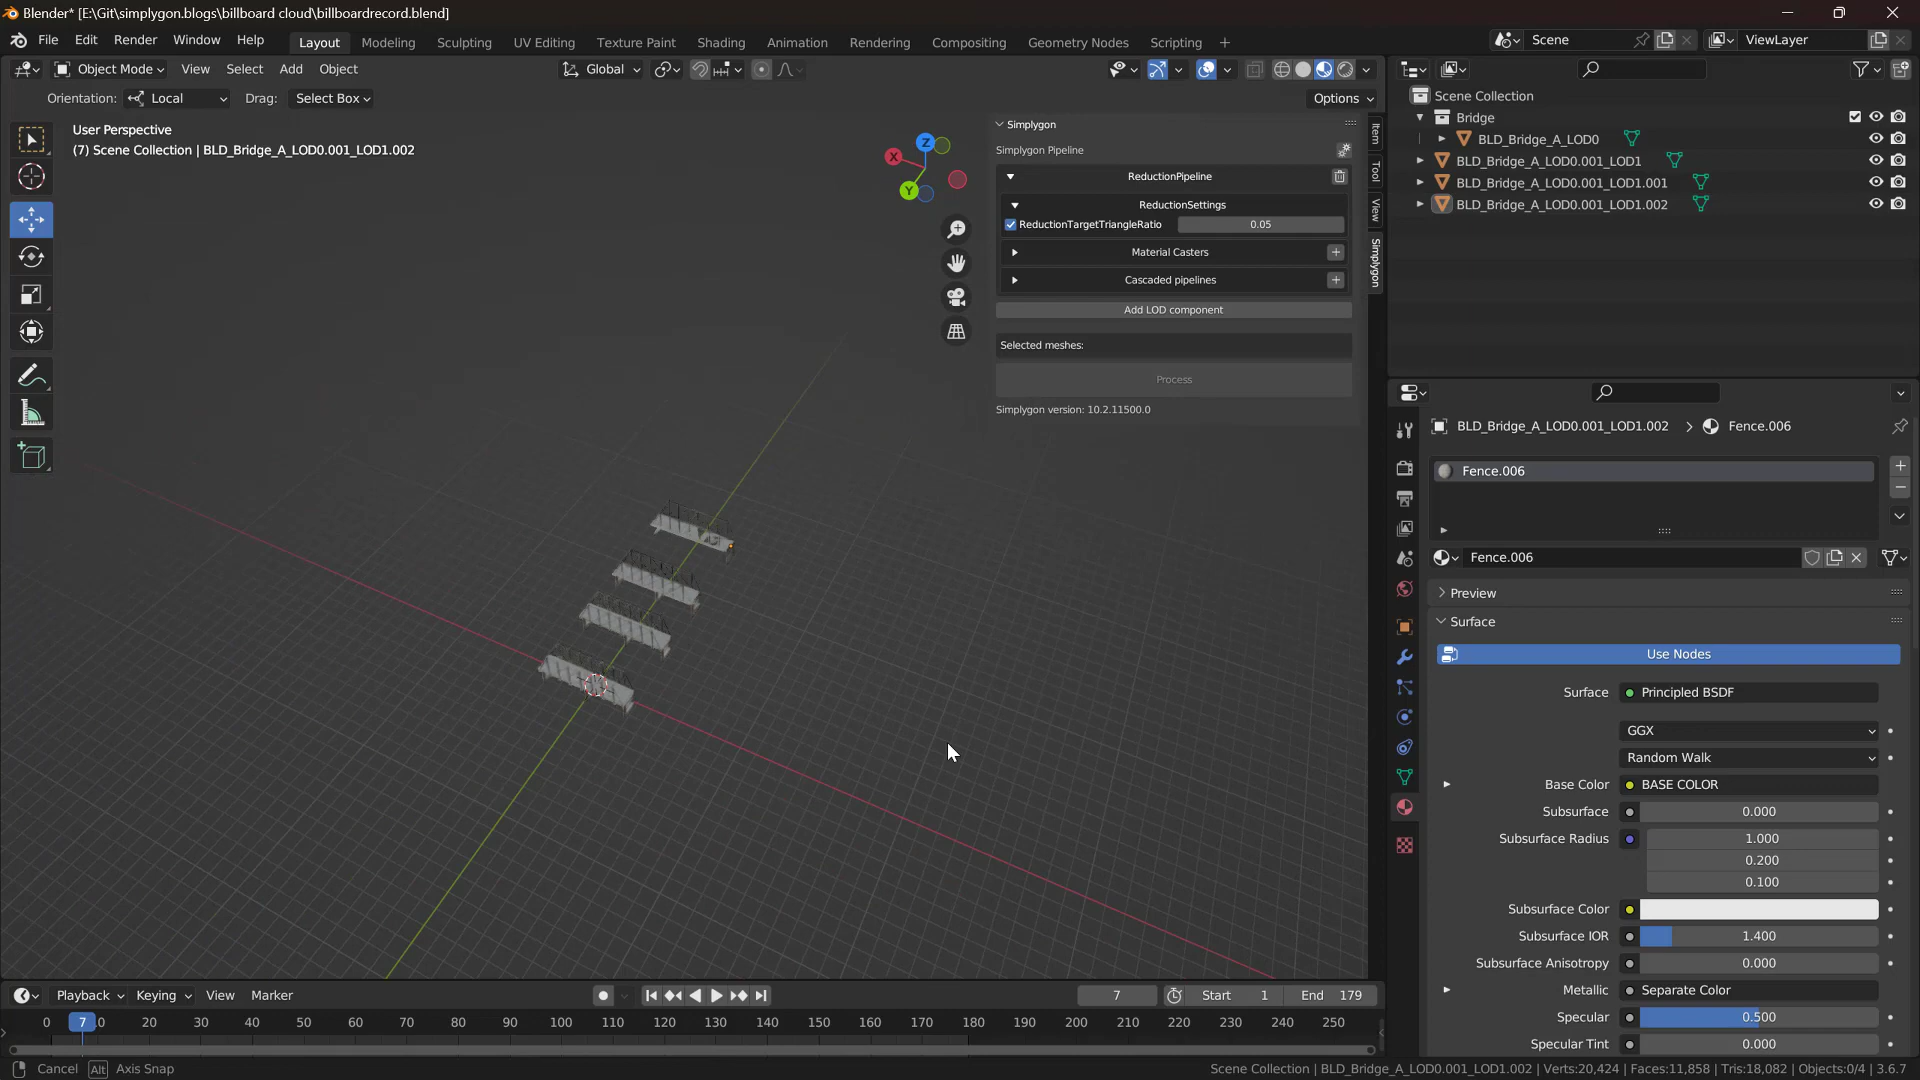 Blender* [E:\Git\simplygon.blogs\billboard cloud\billboardrecord.blend]
File Edit Render Window Help Layout Modeling Sculpting UV Editing Texture Paint Shading Animation Rendering Compositing Geometry Nodes Scripting + Scene ViewLayer
Object Mode View Select Add Object Global
Orientation: Local Drag: Select Box Options
User Perspective
(7) Scene Collection | BLD_Bridge_A_LOD0.001_LOD1.002
X
Y
Z
Simplygon
Simplygon Pipeline
ReductionPipeline
ReductionSettings
ReductionTargetTriangleRatio 0.05
Material Casters +
Cascaded pipelines +
Add LOD component
Selected meshes:
Process
Simplygon version: 10.2.11500.0
Item
Tool
View
Simplygon
Scene Collection
Bridge
BLD_Bridge_A_LOD0
BLD_Bridge_A_LOD0.001_LOD1
BLD_Bridge_A_LOD0.001_LOD1.001
BLD_Bridge_A_LOD0.001_LOD1.002
BLD_Bridge_A_LOD0.001_LOD1.002 > Fence.006
Fence.006
Fence.006
Preview
Surface
Use Nodes
Surface Principled BSDF
GGX
Random Walk
Base Color BASE COLOR
Subsurface 0.000
Subsurface Radius 1.000
0.200
0.100
Subsurface Color
Subsurface IOR 1.400
Subsurface Anisotropy 0.000
Metallic Separate Color
Specular 0.500
Specular Tint 0.000
Playback Keying View Marker 7 Start 1 End 179
0 7 20 30 40 50 60 70 80 90 100 110 120 130 140 150 160 170 180 190 200 210 220 230 240 250
Cancel Alt Axis Snap
Scene Collection | BLD_Bridge_A_LOD0.001_LOD1.002 | Verts:20,424 | Faces:11,858 | Tris:18,082 | Objects:0/4 | 3.6.7